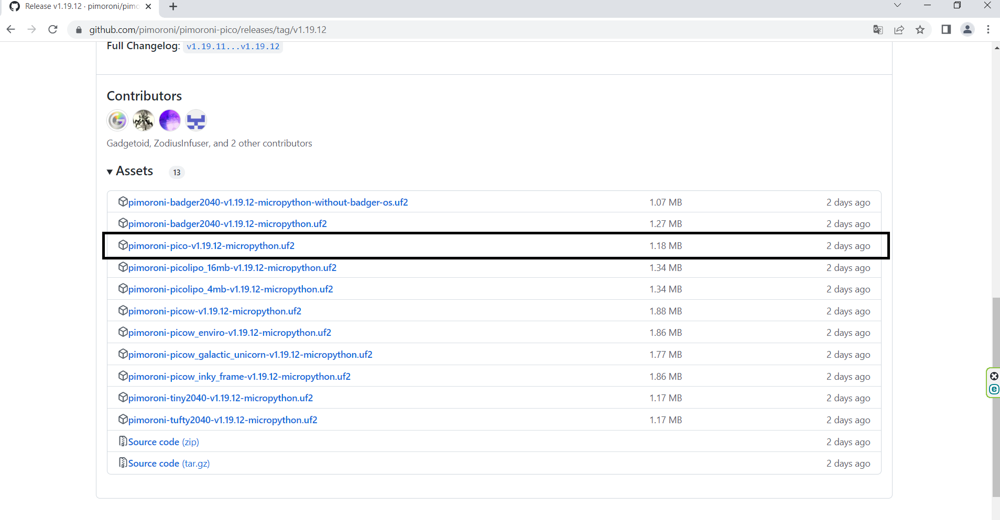 Release v1.19.12 · pimoroni/pimo
github.com/pimoroni/pimoroni-pico/releases/tag/v1.19.12
Full Changelog: v1.19.11...v1.19.12
Contributors
Gadgetoid, ZodiusInfuser, and 2 other contributors
Assets 13
pimoroni-badger2040-v1.19.12-micropython-without-badger-os.uf2 1.07 MB 2 days ago
pimoroni-badger2040-v1.19.12-micropython.uf2 1.27 MB 2 days ago
pimoroni-pico-v1.19.12-micropython.uf2 1.18 MB 2 days ago
pimoroni-picolipo_16mb-v1.19.12-micropython.uf2 1.34 MB 2 days ago
pimoroni-picolipo_4mb-v1.19.12-micropython.uf2 1.34 MB 2 days ago
pimoroni-picow-v1.19.12-micropython.uf2 1.88 MB 2 days ago
pimoroni-picow_enviro-v1.19.12-micropython.uf2 1.86 MB 2 days ago
pimoroni-picow_galactic_unicorn-v1.19.12-micropython.uf2 1.77 MB 2 days ago
pimoroni-picow_inky_frame-v1.19.12-micropython.uf2 1.86 MB 2 days ago
pimoroni-tiny2040-v1.19.12-micropython.uf2 1.17 MB 2 days ago
pimoroni-tufty2040-v1.19.12-micropython.uf2 1.17 MB 2 days ago
Source code (zip) 2 days ago
Source code (tar.gz) 2 days ago